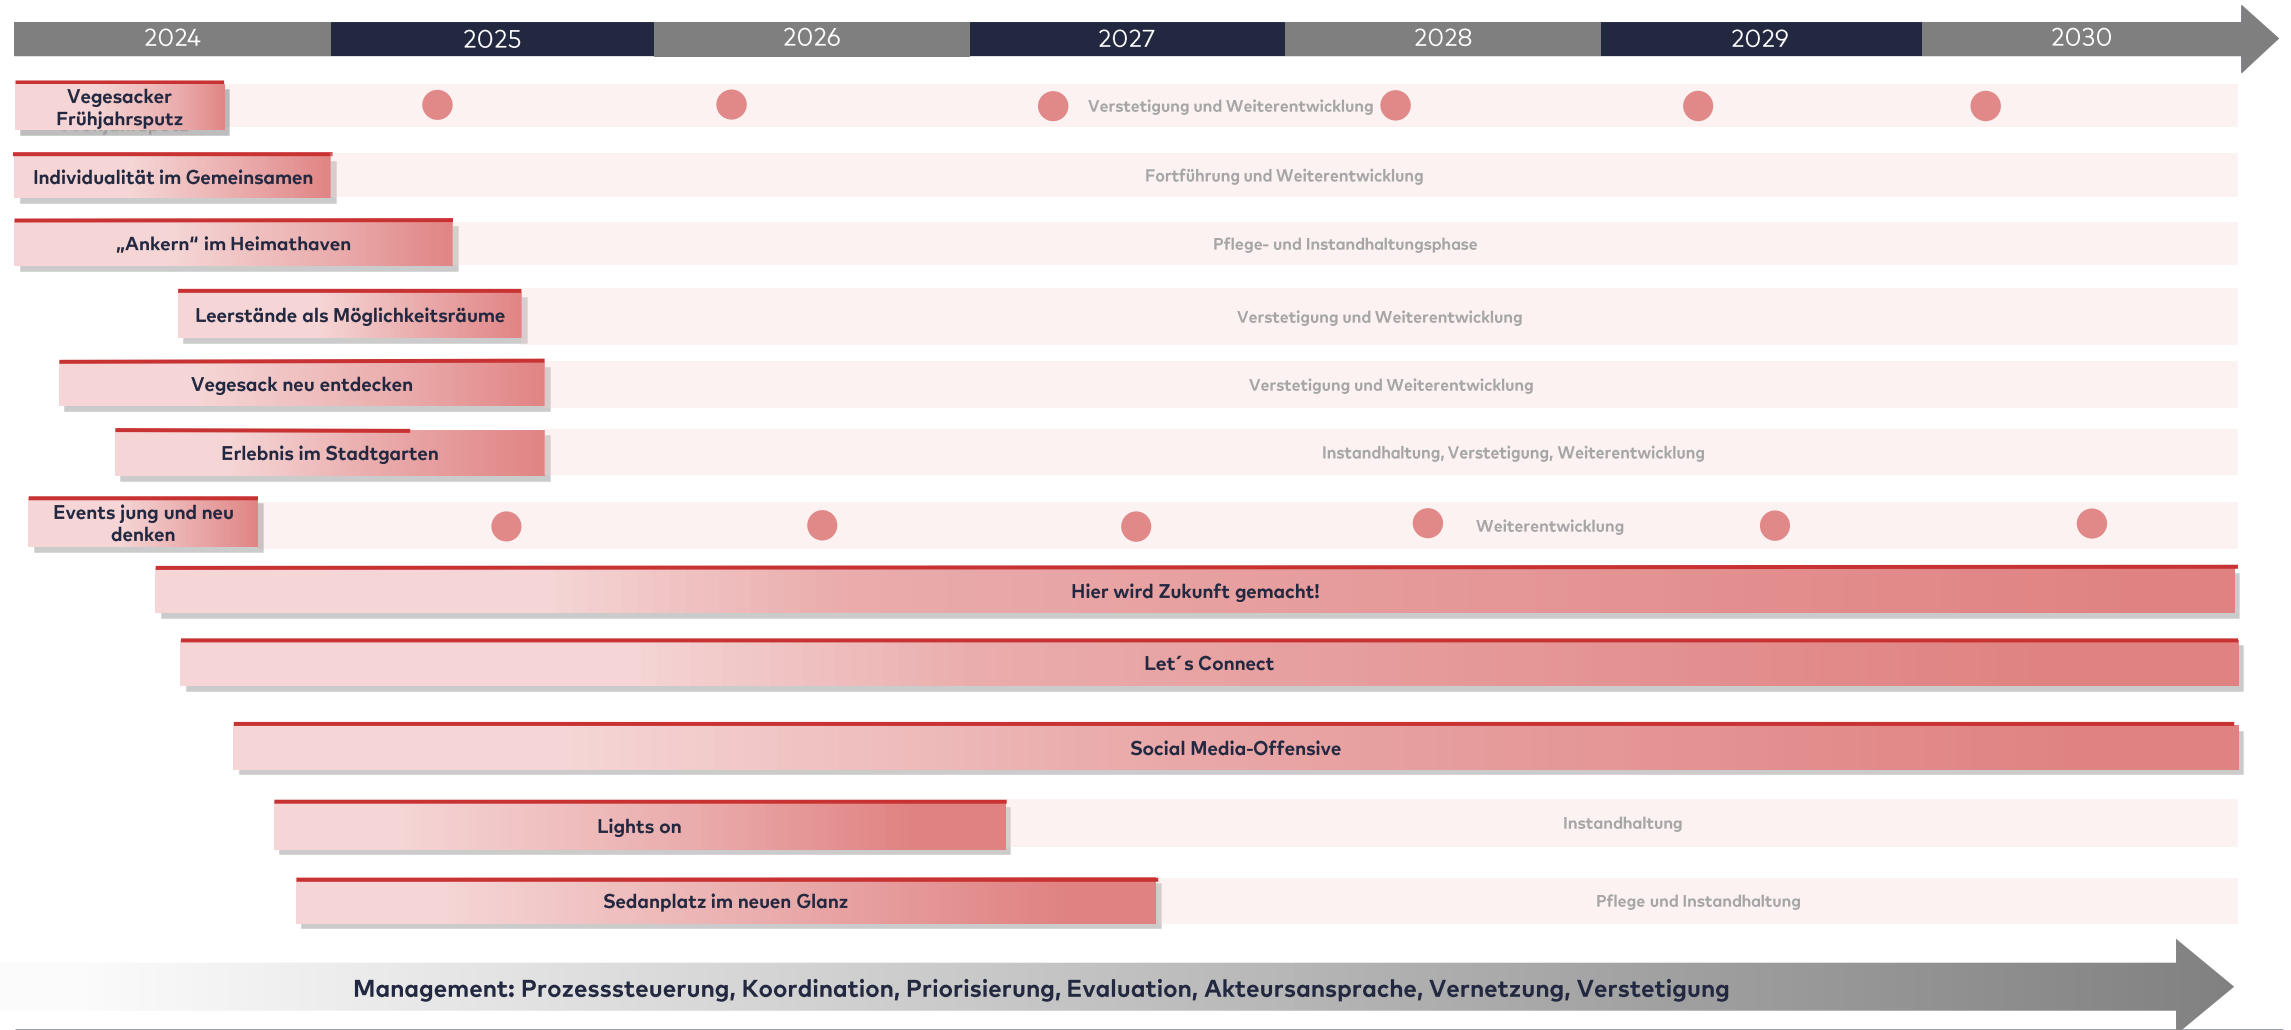 2024 2025 2026 2027 2028 2029 2030
Vegesacker
Frühjahrsputz
Verstetigung und Weiterentwicklung
Individualität im Gemeinsamen
Fortführung und Weiterentwicklung
„Ankern“ im Heimathaven
Pflege- und Instandhaltungsphase
Leerstände als Möglichkeitsräume
Verstetigung und Weiterentwicklung
Vegesack neu entdecken
Verstetigung und Weiterentwicklung
Erlebnis im Stadtgarten
Instandhaltung, Verstetigung, Weiterentwicklung
Events jung und neu
denken
Weiterentwicklung
Hier wird Zukunft gemacht!
Let´s Connect
Social Media-Offensive
Lights on
Instandhaltung
Sedanplatz im neuen Glanz
Pflege und Instandhaltung
Management: Prozesssteuerung, Koordination, Priorisierung, Evaluation, Akteursansprache, Vernetzung, Verstetigung